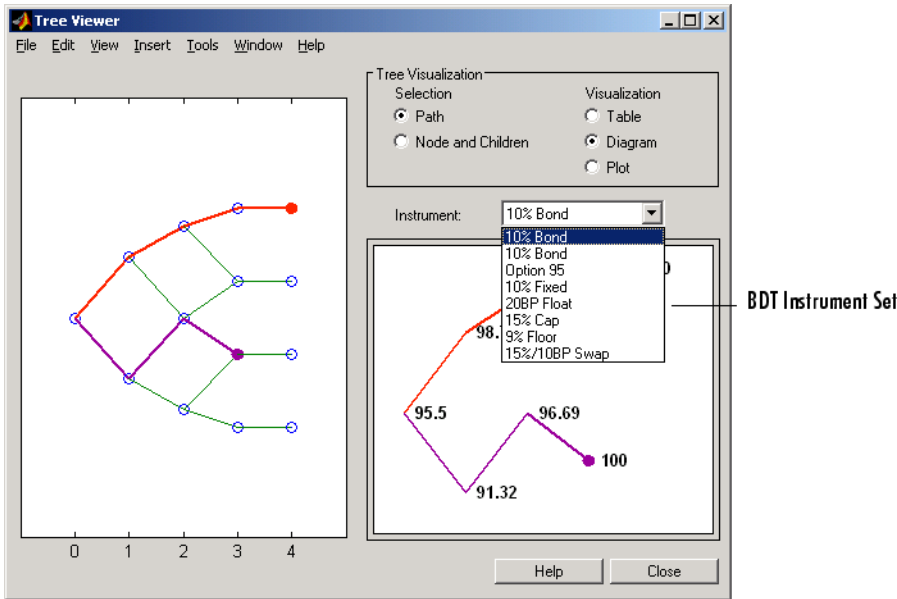 Tree Viewer
File Edit View Insert Tools Window Help
Tree Visualization
Selection
Visualization
Path
Table
Node and Children
Diagram
Plot
Instrument:
10% Bond
10% Bond
10% Bond
Option 95
10% Fixed
20BP Float
15% Cap
9% Floor
15%/10BP Swap
BDT Instrument Set
98.
95.5
96.69
100
91.32
0 1 2 3 4
Help
Close